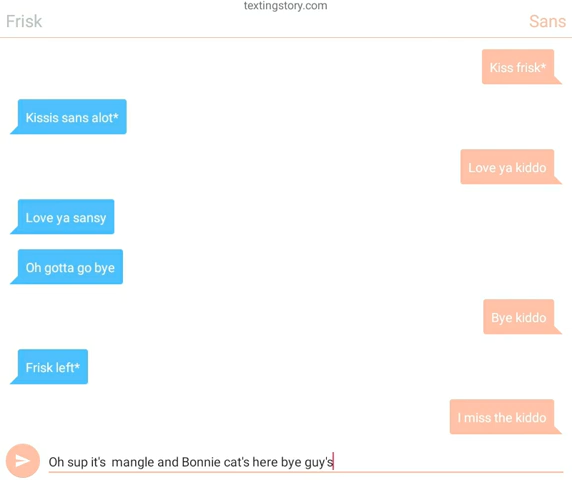 textingstory.com
Frisk
Sans
Kiss frisk*
Kissis sans alot*
Love ya kiddo
Love ya sansy
Oh gotta go bye
Bye kiddo
Frisk left*
I miss the kiddo
Oh sup it's  mangle and Bonnie cat's here bye guy's